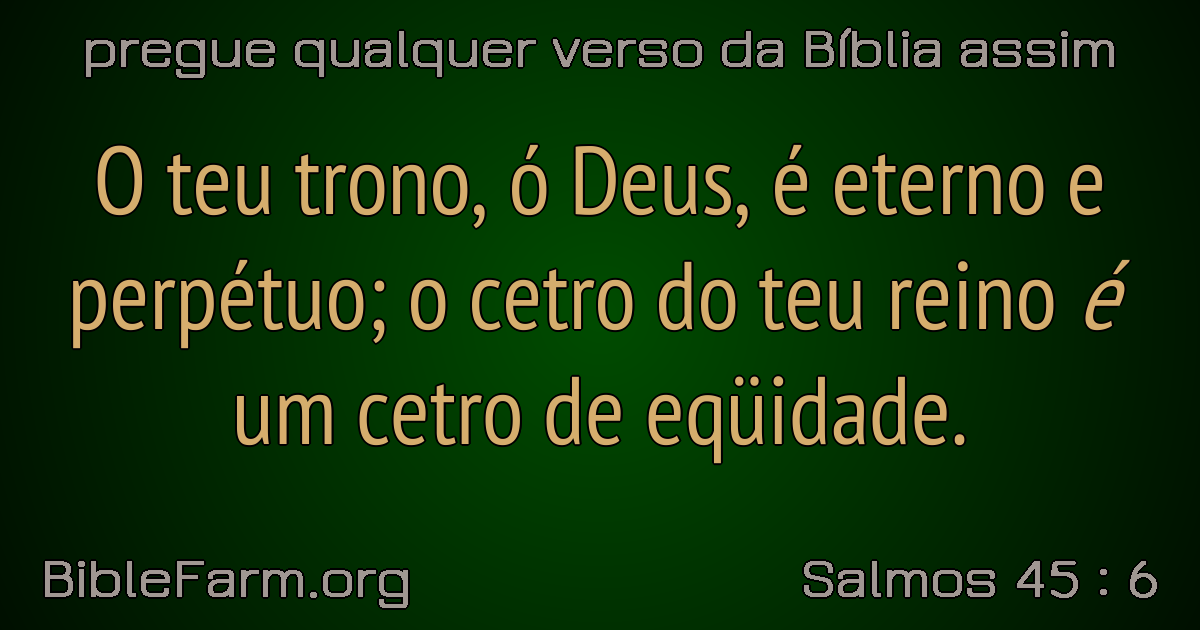 pregue qualquer verso da Bíblia assim
O teu trono, ó Deus, é eterno e
perpétuo; o cetro do teu reino é
um cetro de eqüidade.
BibleFarm.org
Salmos 45 : 6